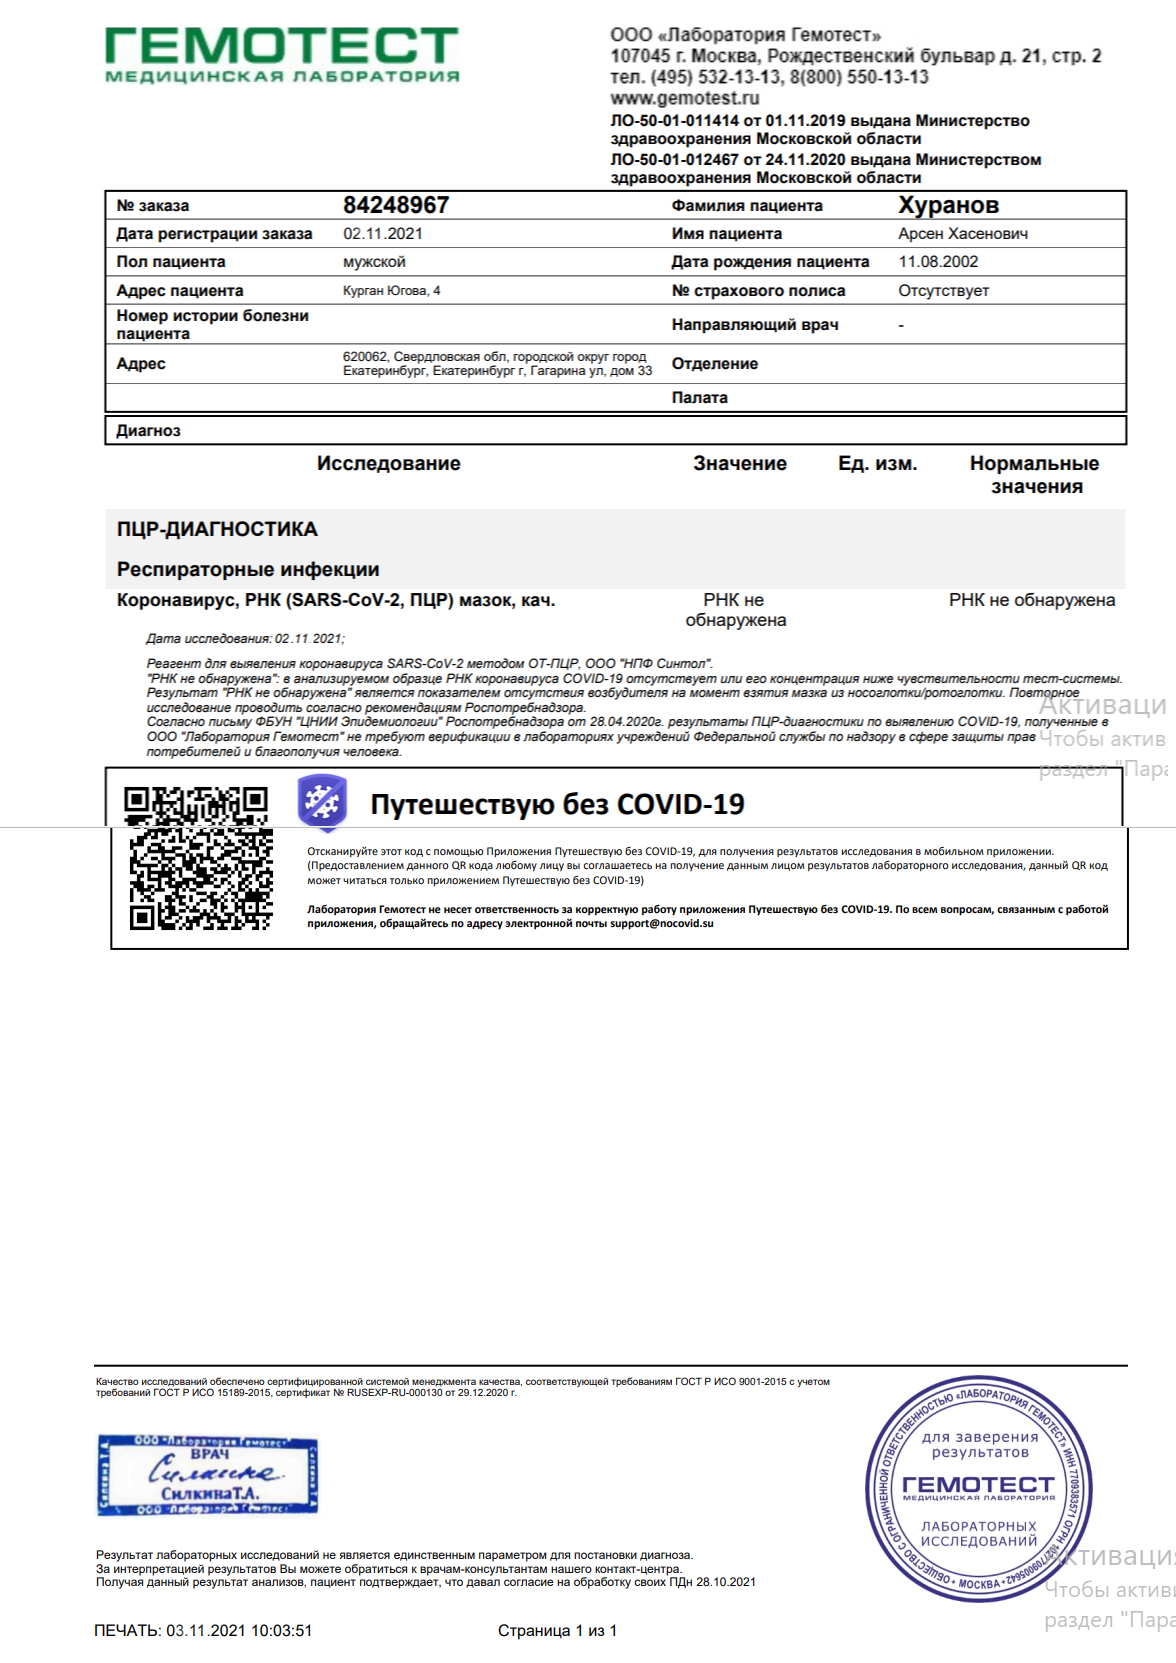 ГЕМОТЕСТ
МЕДИЦИНСКАЯ ЛАБОРАТОРИЯ
ООО «Лаборатория Гемотест»
107045 г. Москва, Рождественский бульвар д. 21, стр. 2
тел. (495) 532-13-13, 8(800) 550-13-13
www.gemotest.ru
ЛО-50-01-011414 от 01.11.2019 выдана Министерство
здравоохранения Московской области
ЛО-50-01-012467 от 24.11.2020 выдана Министерством
здравоохранения Московской области
№ заказа 84248967 Фамилия пациента Хуранов
Дата регистрации заказа 02.11.2021 Имя пациента Арсен Хасенович
Пол пациента мужской Дата рождения пациента 11.08.2002
Адрес пациента Курган Югова, 4 № страхового полиса Отсутствует
Номер истории болезни
пациента Направляющий врач -
Адрес 620062, Свердловская обл, городской округ город
Екатеринбург, Екатеринбург г, Гагарина ул, дом 33 Отделение
Палата
Диагноз
Исследование Значение Ед. изм. Нормальные
значения
ПЦР-ДИАГНОСТИКА
Респираторные инфекции
Коронавирус, РНК (SARS-CoV-2, ПЦР) мазок, кач. РНК не РНК не обнаружена
обнаружена
Дата исследования: 02.11.2021;
Реагент для выявления коронавируса SARS-CoV-2 методом ОТ-ПЦР, ООО "НПФ Синтол".
"РНК не обнаружена": в анализируемом образце РНК коронавируса COVID-19 отсутствует или его концентрация ниже чувствительности тест-системы.
Результат "РНК не обнаружена" является показателем отсутствия возбудителя на момент взятия мазка из носоглотки/ротоглотки. Повторное
исследование проводить согласно рекомендациям Роспотребнадзора.
Согласно письму ФБУН "ЦНИИ Эпидемиологии" Роспотребнадзора от 28.04.2020г. результаты ПЦР-диагностики по выявлению COVID-19, полученные в
ООО "Лаборатория Гемотест" не требуют верификации в лабораториях учреждений Федеральной службы по надзору в сфере защиты прав
потребителей и благополучия человека.
Активаци
Чтобы актив
раздел "Пара
Путешествую без COVID-19
Отсканируйте этот код с помощью Приложения Путешествую без COVID-19, для получения результатов исследования в мобильном приложении.
(Предоставлением данного QR кода любому лицу вы соглашаетесь на получение данным лицом результатов лабораторного исследования, данный QR код
может читаться только приложением Путешествую без COVID-19)
Лаборатория Гемотест не несет ответственность за корректную работу приложения Путешествую без COVID-19. По всем вопросам, связанным с работой
приложения, обращайтесь по адресу электронной почты support@nocovid.su
Качество исследований обеспечено сертифицированной системой менеджмента качества, соответствующей требованиям ГОСТ Р ИСО 9001-2015 с учетом
требований ГОСТ Р ИСО 15189-2015, сертификат № RUSEXP-RU-000130 от 29.12.2020 г.
ООО "Лаборатория Гемотест"
Силкина Т.А.
ВРАЧ
Силкина
СилкинаТ.А.
Силкина Т.А.
ООО "Лаборатория Гемотест"
ОБЩЕСТВО С ОГРАНИЧЕННОЙ ОТВЕТСТВЕННОСТЬЮ «ЛАБОРАТОРИЯ ГЕМОТЕСТ» ИНН 7709383571 ОГРН 1027709005642 • МОСКВА •
для заверения
результатов
ГЕМОТЕСТ
МЕДИЦИНСКАЯ ЛАБОРАТОРИЯ
ЛАБОРАТОРНЫХ
ИССЛЕДОВАНИЙ
Результат лабораторных исследований не является единственным параметром для постановки диагноза.
За интерпретацией результатов Вы можете обратиться к врачам-консультантам нашего контакт-центра.
Получая данный результат анализов, пациент подтверждает, что давал согласие на обработку своих ПДн 28.10.2021
Активаци
Чтобы актив
раздел "Пара
ПЕЧАТЬ: 03.11.2021 10:03:51 Страница 1 из 1